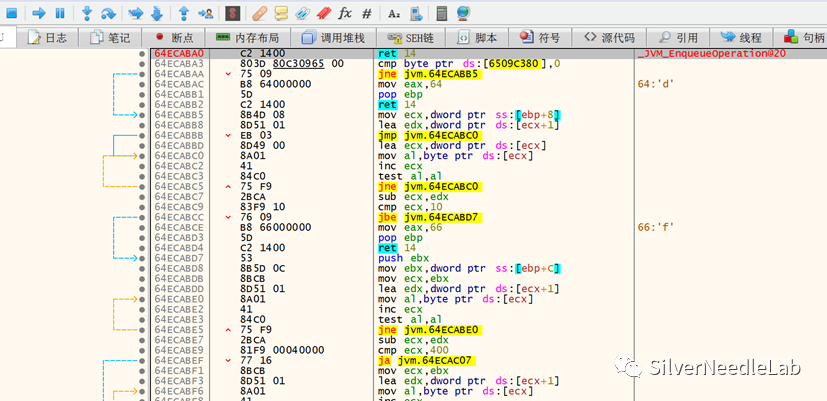 日志 笔记 断点 内存布局 调用堆栈 SEH链 脚本 符号 源代码 引用 线程 句柄
64ECABA0 C2 1400 ret 14 _JVM_EnqueueOperation@20
64ECABA3 803D 80C30965 00 cmp byte ptr ds:[6509C380],0
64ECABAA 75 09 jne jvm.64ECABB5
64ECABAC B8 64000000 mov eax,64 64:'d'
64ECABB1 5D pop ebp
64ECABB2 C2 1400 ret 14
64ECABB5 8B4D 08 mov ecx,dword ptr ss:[ebp+8]
64ECABB8 8D51 01 lea edx,dword ptr ds:[ecx+1]
64ECABBB EB 03 jmp jvm.64ECABC0
64ECABBD 8D49 00 lea ecx,dword ptr ds:[ecx]
64ECABC0 8A01 mov al,byte ptr ds:[ecx]
64ECABC2 41 inc ecx
64ECABC3 84C0 test al,al
64ECABC5 75 F9 jne jvm.64ECABC0
64ECABC7 2BCA sub ecx,edx
64ECABC9 83F9 10 cmp ecx,10
64ECABCC 76 09 jbe jvm.64ECABD7
64ECABCE B8 66000000 mov eax,66 66:'f'
64ECABD3 5D pop ebp
64ECABD4 C2 1400 ret 14
64ECABD7 53 push ebx
64ECABD8 8B5D 0C mov ebx,dword ptr ss:[ebp+C]
64ECABDB 8BCB mov ecx,ebx
64ECABDD 8D51 01 lea edx,dword ptr ds:[ecx+1]
64ECABE0 8A01 mov al,byte ptr ds:[ecx]
64ECABE2 41 inc ecx
64ECABE3 84C0 test al,al
64ECABE5 75 F9 jne jvm.64ECABE0
64ECABE7 2BCA sub ecx,edx
64ECABE9 81F9 00040000 cmp ecx,400
64ECABEF 77 16 ja jvm.64ECAC07
64ECABF1 8BCB mov ecx,ebx
64ECABF3 8D51 01 lea edx,dword ptr ds:[ecx+1]
64ECABF6 8A01 mov al,byte ptr ds:[ecx]
64ECABF8 41 inc ecx
SilverNeedleLab